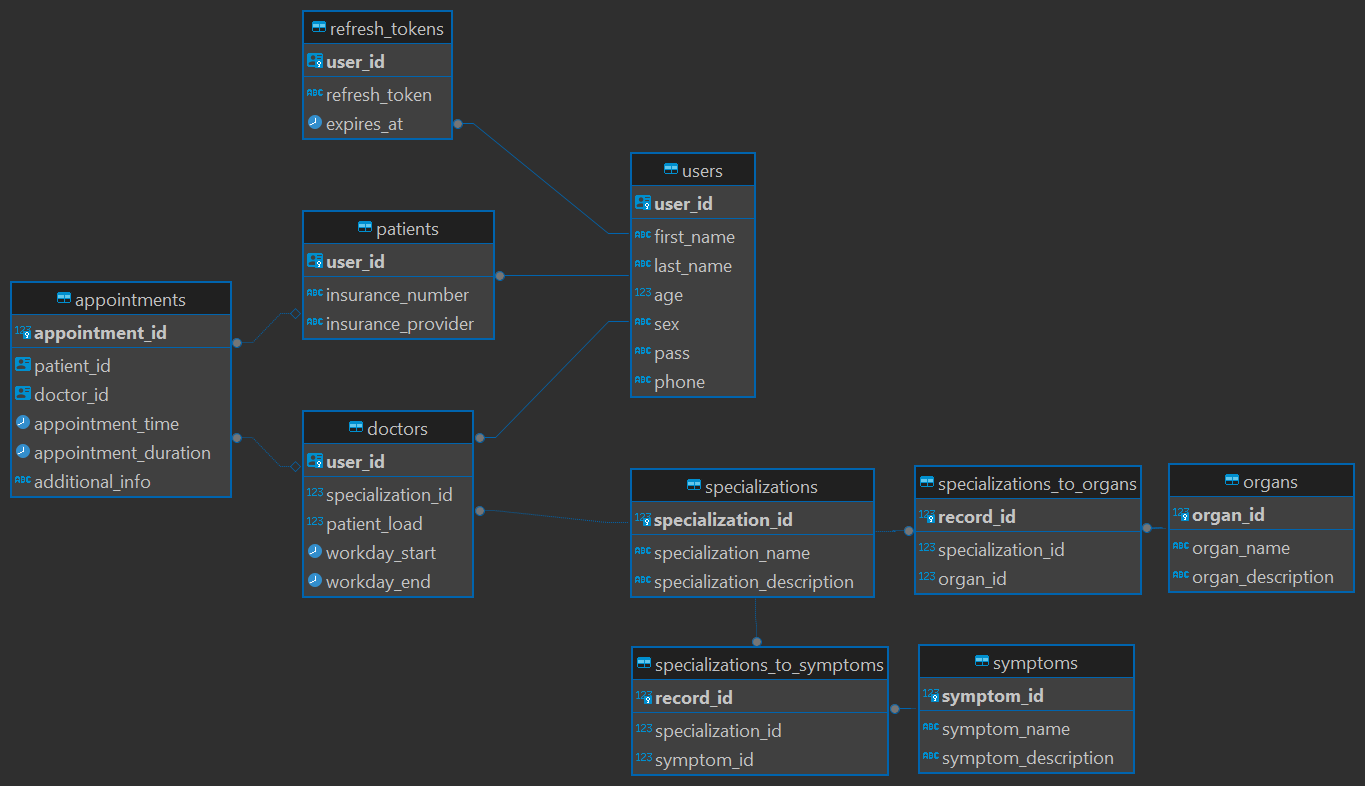 refresh_tokens
user_id
refresh_token
expires_at
users
user_id
first_name
last_name
age
sex
pass
phone
patients
user_id
insurance_number
insurance_provider
appointments
appointment_id
patient_id
doctor_id
appointment_time
appointment_duration
additional_info
doctors
user_id
specialization_id
patient_load
workday_start
workday_end
specializations
specialization_id
specialization_name
specialization_description
specializations_to_organs
record_id
specialization_id
organ_id
organs
organ_id
organ_name
organ_description
specializations_to_symptoms
record_id
specialization_id
symptom_id
symptoms
symptom_id
symptom_name
symptom_description